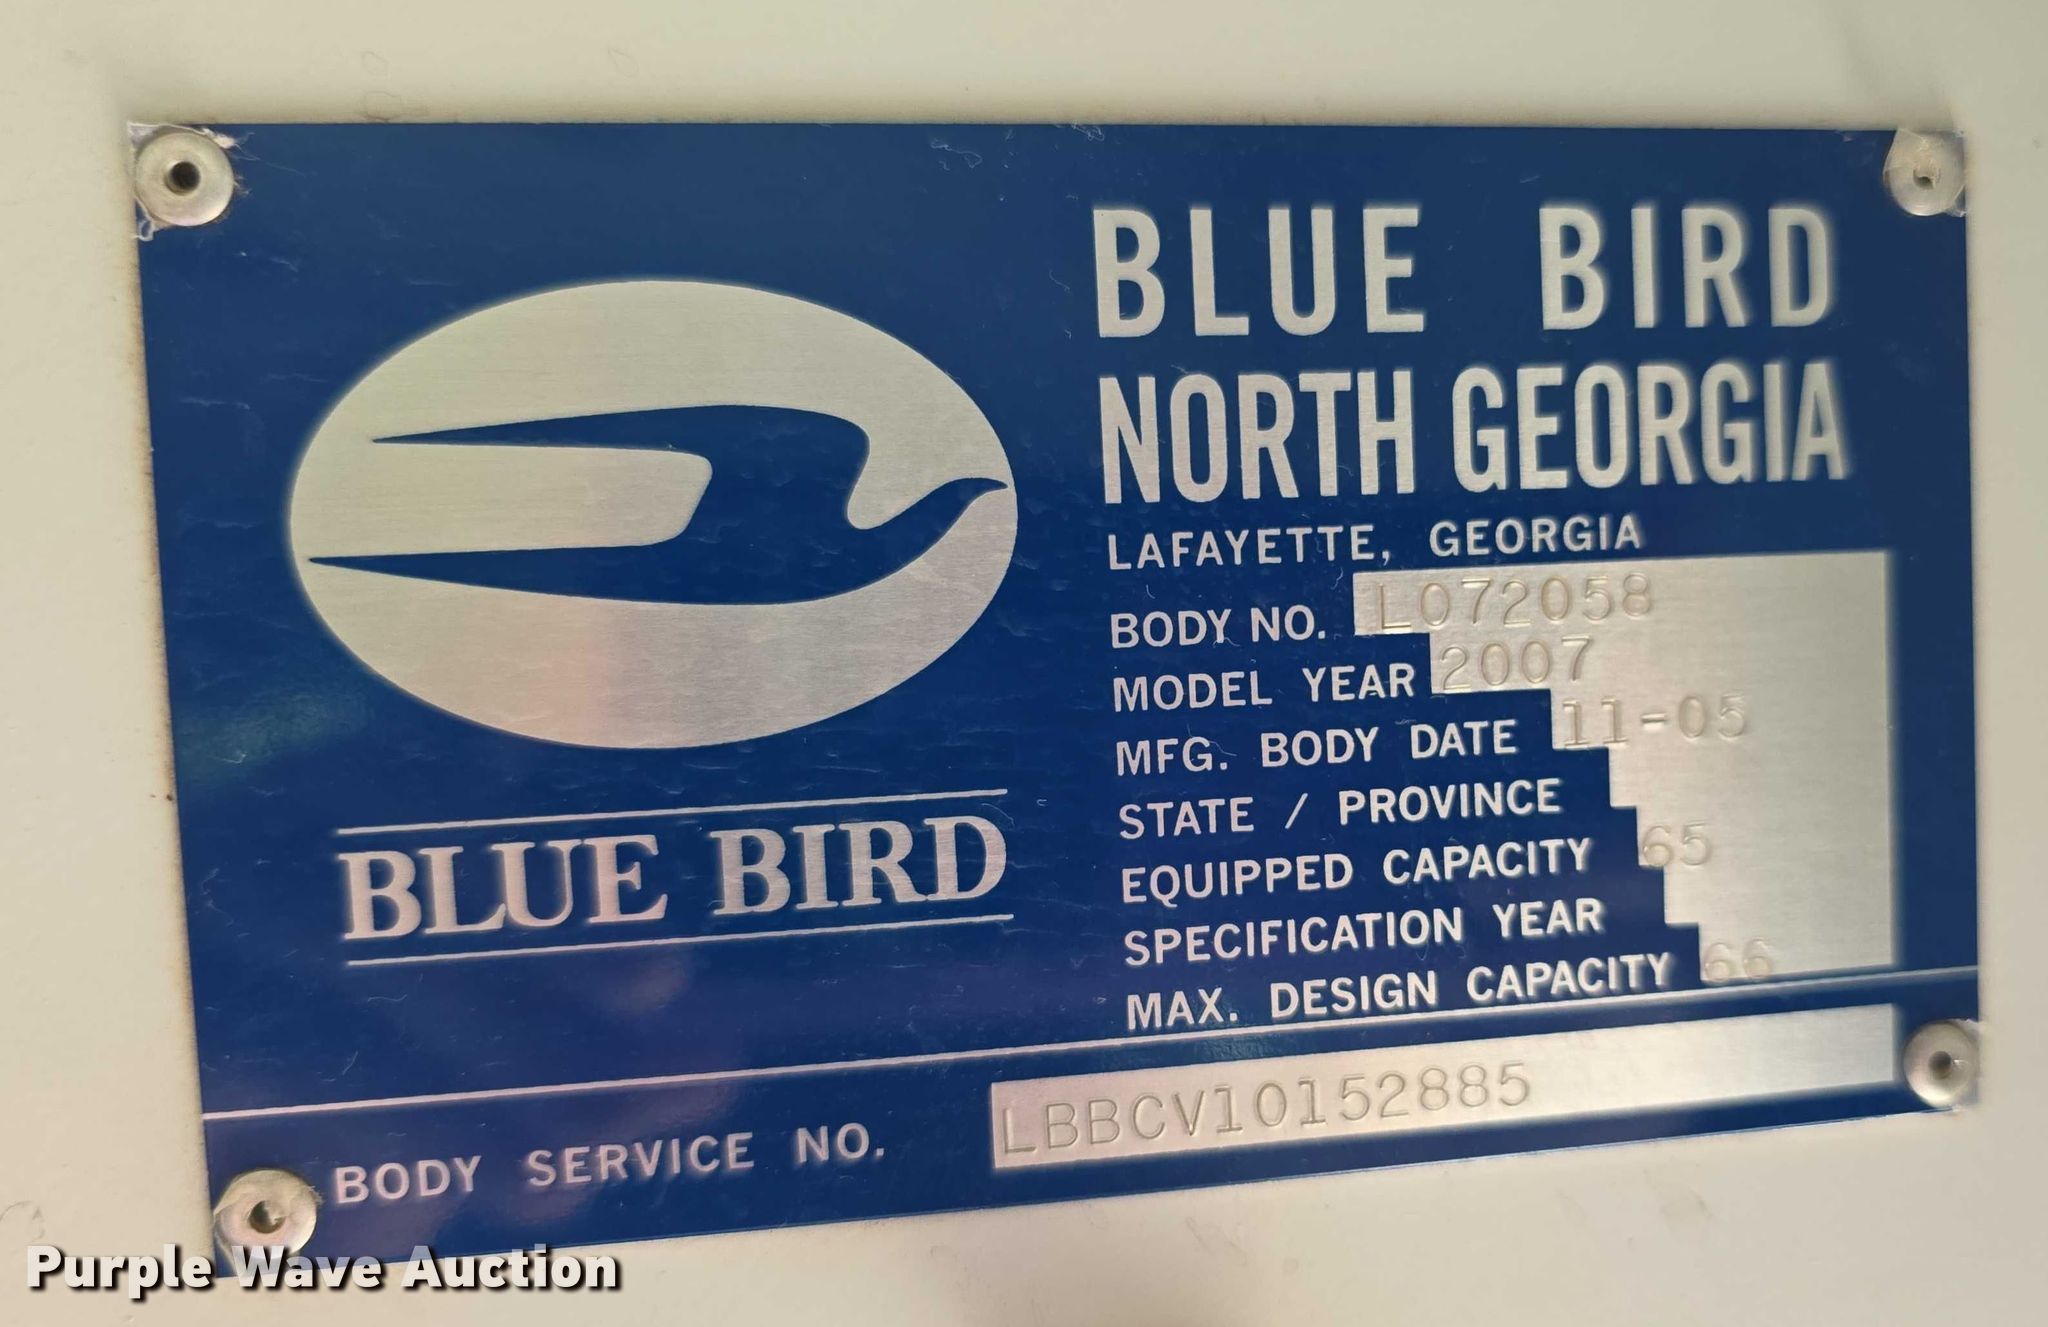 BLUE BIRD
NORTH GEORGIA
LAFAYETTE, GEORGIA
BODY NO. L072058
MODEL YEAR 2007
MFG. BODY DATE 11-05
STATE / PROVINCE
EQUIPPED CAPACITY 65
SPECIFICATION YEAR
MAX. DESIGN CAPACITY 66
BLUE BIRD
BODY SERVICE NO. LBBCV10152885
Purple Wave Auction